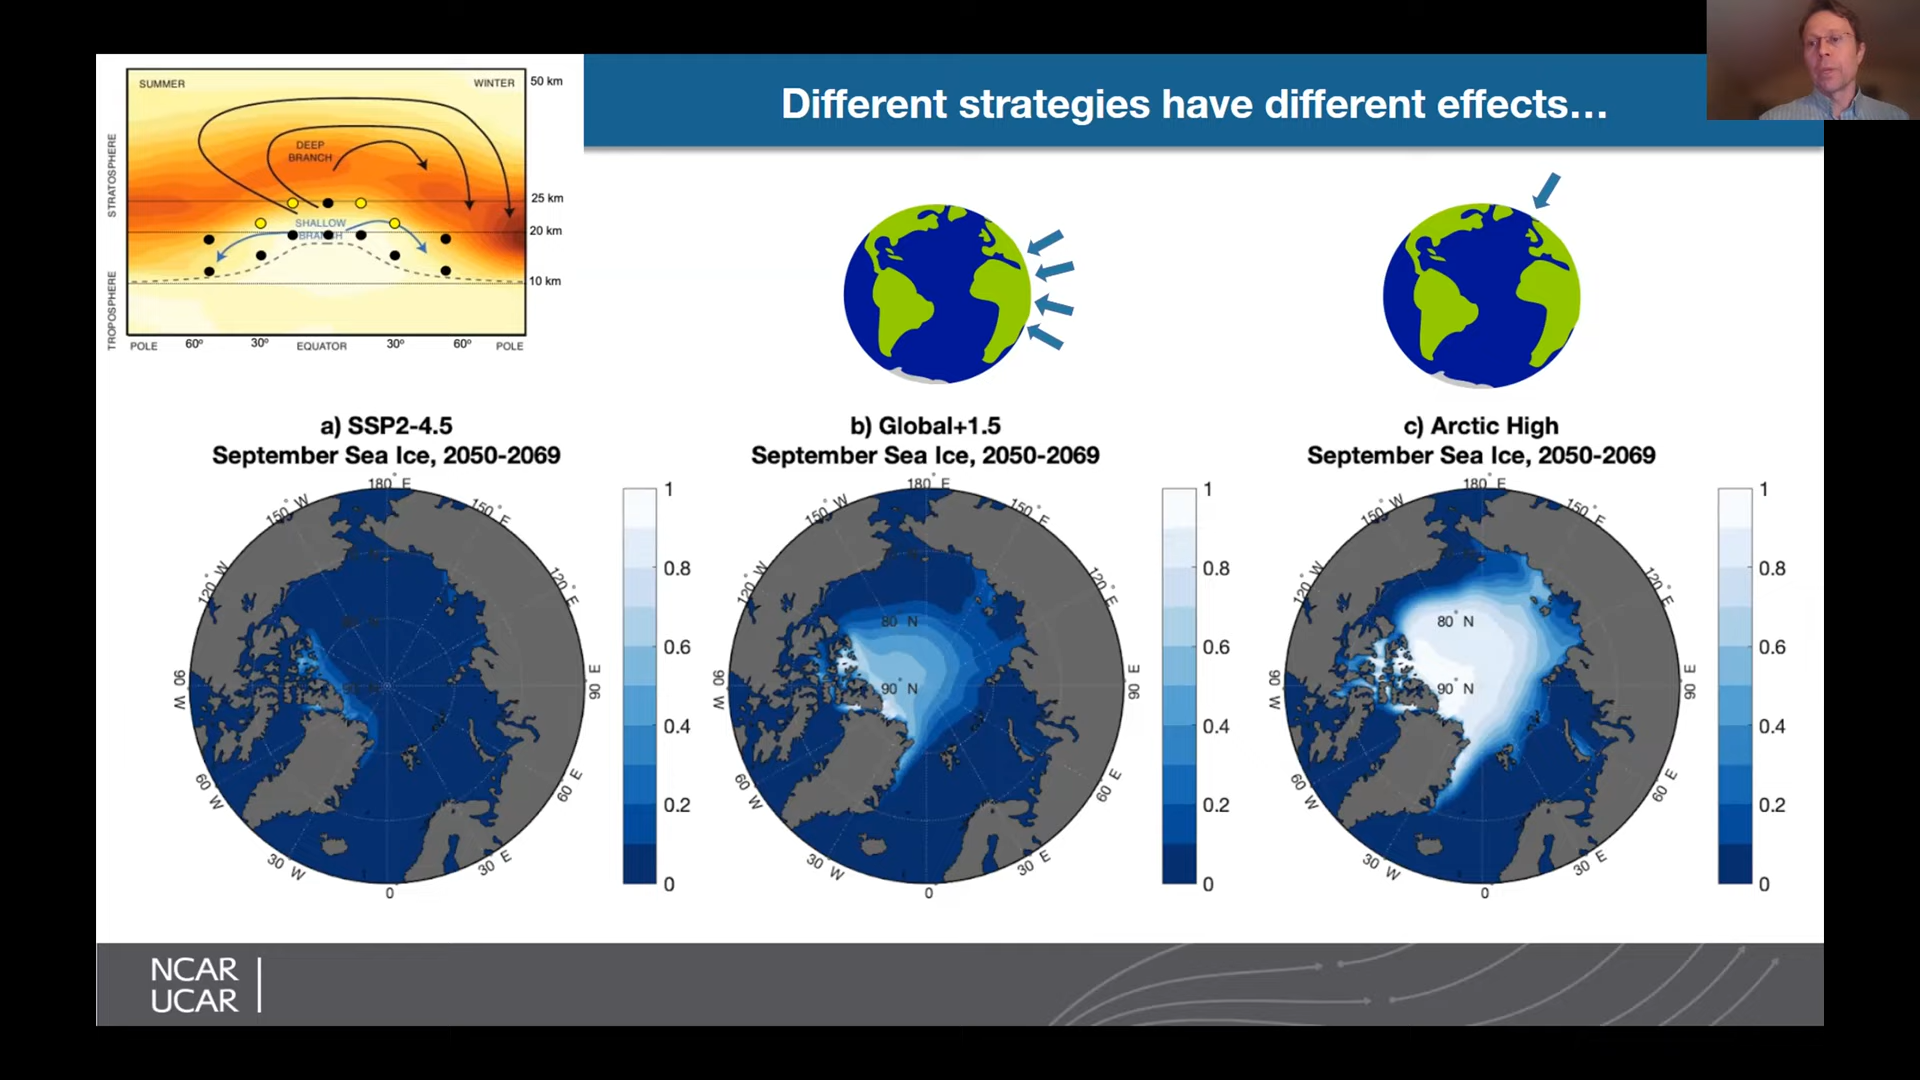 Different strategies have different effects...
SUMMER
WINTER
50 km
STRATOSPHERE
DEEP
BRANCH
25 km
SHALLOW
BRANCH
20 km
10 km
TROPOSPHERE
POLE
60°
30°
EQUATOR
30°
60°
POLE
a) SSP2-4.5
September Sea Ice, 2050-2069
180° E
150° W
150° E
120° W
120° E
90 W
90 E
60 W
60 E
30 W
30 E
0
1
0.8
0.6
0.4
0.2
0
b) Global+1.5
September Sea Ice, 2050-2069
180° E
150° W
150° E
120° W
120° E
80° N
90° N
90 W
90 E
60 W
60 E
30 W
30 E
0
1
0.8
0.6
0.4
0.2
0
c) Arctic High
September Sea Ice, 2050-2069
180° E
150° W
150° E
120° W
120° E
80° N
90° N
90 W
90 E
60 W
60 E
30 W
30 E
0
1
0.8
0.6
0.4
0.2
0
NCAR
UCAR